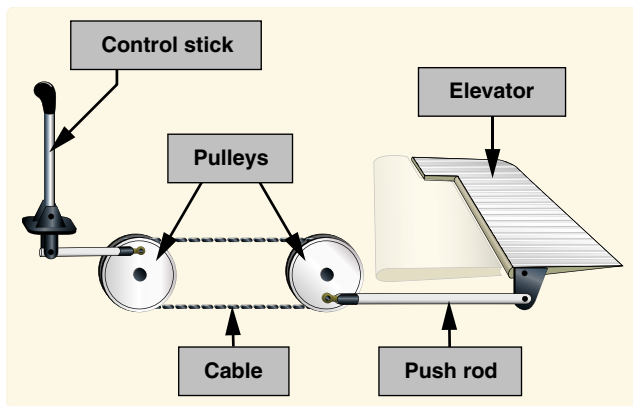 Control stick
Elevator
Pulleys
Cable
Push rod